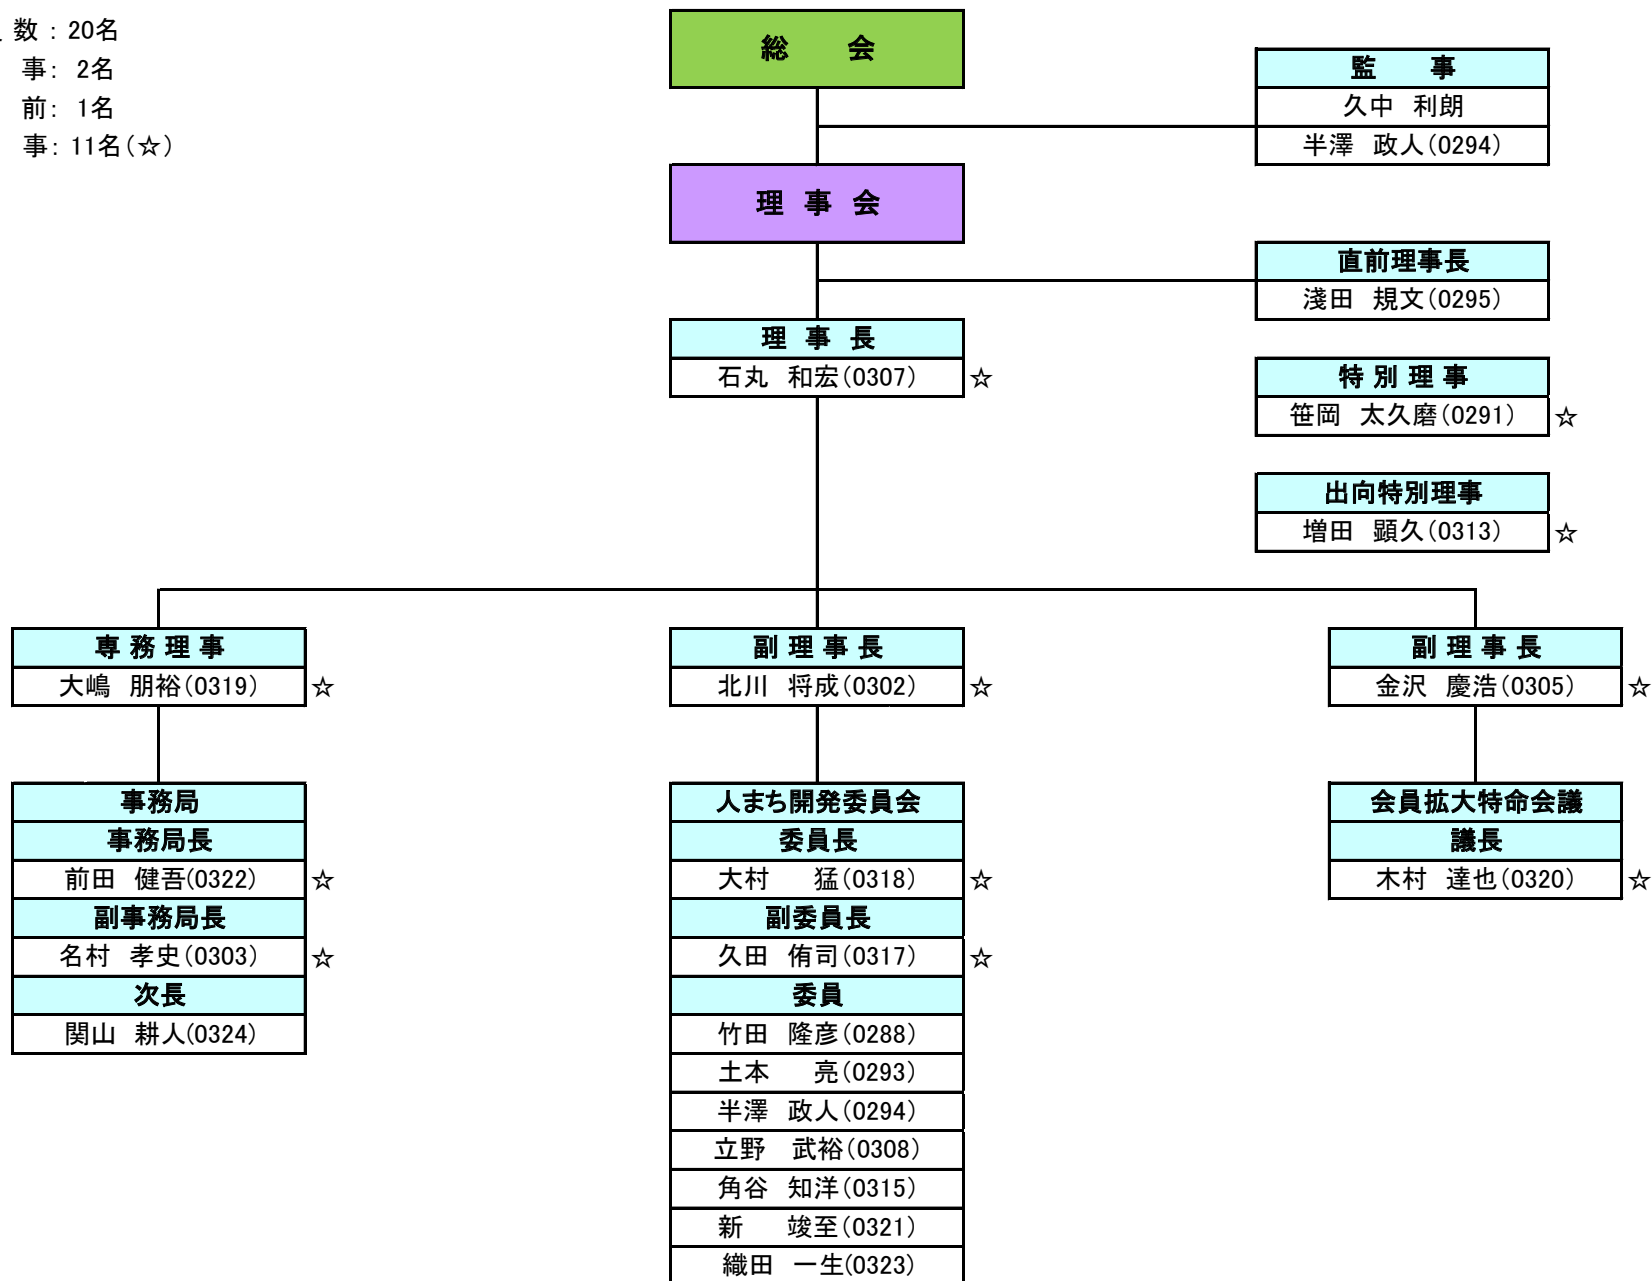 数 : 20名
事: 2名
前: 1名
事: 11名(☆)
総　会
監　事
久中 利朗
半澤 政人(0294)
理 事 会
直前理事長
淺田 規文(0295)
理 事 長
石丸 和宏(0307) ☆
特 別 理 事
笹岡 太久磨(0291) ☆
出向特別理事
増田 顕久(0313) ☆
専 務 理 事
大嶋 朋裕(0319) ☆
副 理 事 長
北川 将成(0302) ☆
副 理 事 長
金沢 慶浩(0305) ☆
事務局
事務局長
前田 健吾(0322) ☆
副事務局長
名村 孝史(0303) ☆
次長
関山 耕人(0324)
人まち開発委員会
委員長
大村 猛(0318) ☆
副委員長
久田 侑司(0317) ☆
委員
竹田 隆彦(0288)
土本 亮(0293)
半澤 政人(0294)
立野 武裕(0308)
角谷 知洋(0315)
新 竣至(0321)
織田 一生(0323)
会員拡大特命会議
議長
木村 達也(0320) ☆